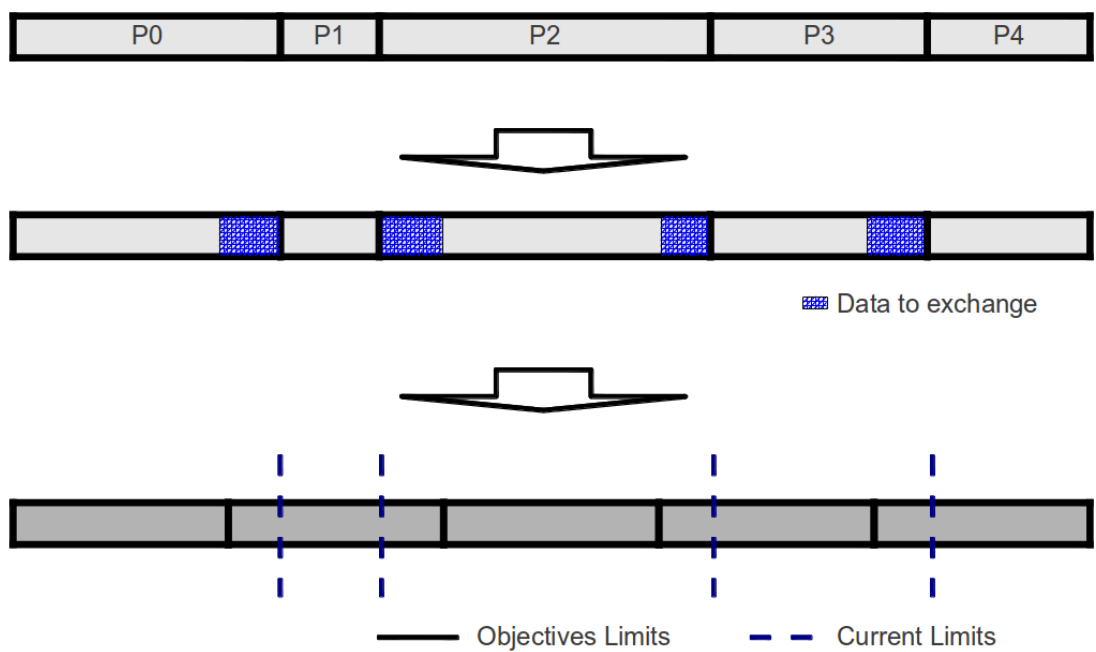 P0 P1 P2 P3 P4
Data to exchange
Objectives Limits Current Limits